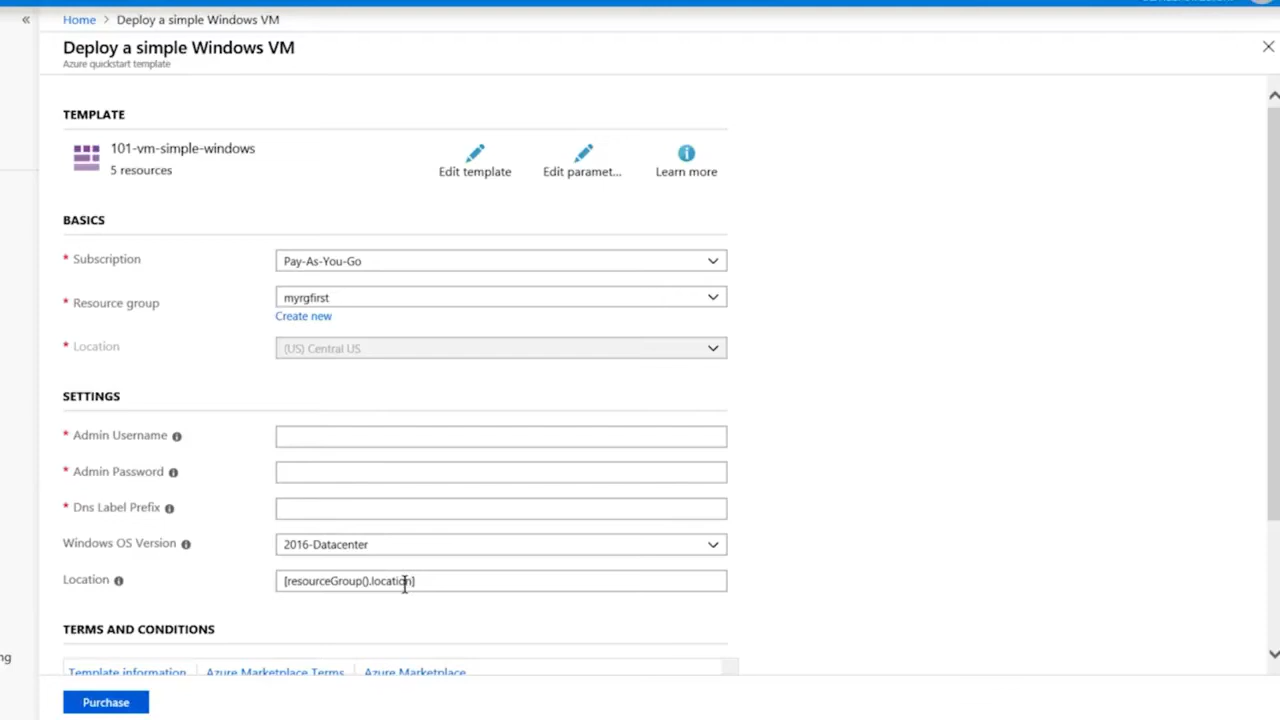 «
Home > Deploy a simple Windows VM
Deploy a simple Windows VM
Azure quickstart template
TEMPLATE
101-vm-simple-windows
5 resources
Edit template
Edit paramet...
Learn more
BASICS
* Subscription
Pay-As-You-Go
* Resource group
myrgfirst
Create new
* Location
(US) Central US
SETTINGS
* Admin Username
* Admin Password
* Dns Label Prefix
Windows OS Version
2016-Datacenter
Location
[resourceGroup().location]
TERMS AND CONDITIONS
Template information | Azure Marketplace Terms | Azure Marketplace
ng
Purchase